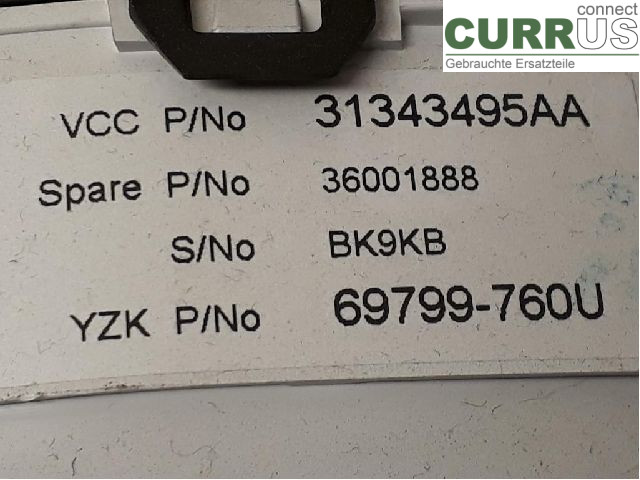 connect
CURRUS
Gebrauchte Ersatzteile
VCC P/No 31343495AA
Spare P/No 36001888
S/No BK9KB
YZK P/No 69799-760U